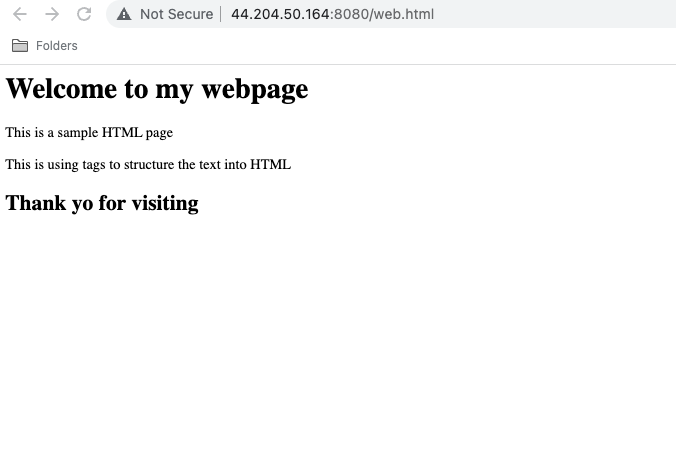 Not Secure | 44.204.50.164:8080/web.html
Folders
Welcome to my webpage
This is a sample HTML page
This is using tags to structure the text into HTML
Thank yo for visiting